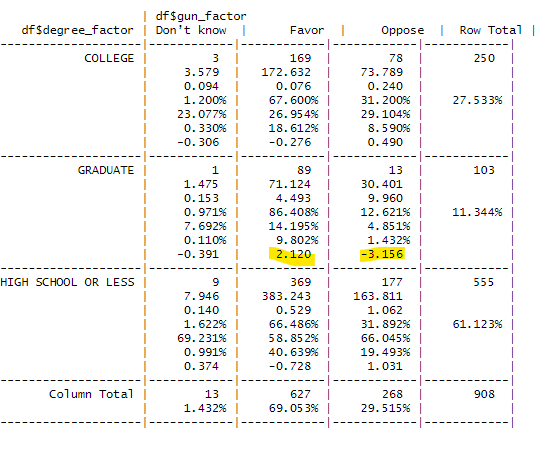 | df$gun_factor
df$degree_factor | Don't know | Favor | Oppose | Row Total |
-----------------|------------|------------|------------|------------|
COLLEGE | 3 | 169 | 78 | 250 |
| 3.579 | 172.632 | 73.789 | |
| 0.094 | 0.076 | 0.240 | |
| 1.200% | 67.600% | 31.200% | 27.533% |
| 23.077% | 26.954% | 29.104% | |
| 0.330% | 18.612% | 8.590% | |
| -0.306 | -0.276 | 0.490 | |
-----------------|------------|------------|------------|------------|
GRADUATE | 1 | 89 | 13 | 103 |
| 1.475 | 71.124 | 30.401 | |
| 0.153 | 4.493 | 9.960 | |
| 0.971% | 86.408% | 12.621% | 11.344% |
| 7.692% | 14.195% | 4.851% | |
| 0.110% | 9.802% | 1.432% | |
| -0.391 | 2.120 | -3.156 | |
-----------------|------------|------------|------------|------------|
HIGH SCHOOL OR LESS | 9 | 369 | 177 | 555 |
| 7.946 | 383.243 | 163.811 | |
| 0.140 | 0.529 | 1.062 | |
| 1.622% | 66.486% | 31.892% | 61.123% |
| 69.231% | 58.852% | 66.045% | |
| 0.991% | 40.639% | 19.493% | |
| 0.374 | -0.728 | 1.031 | |
-----------------|------------|------------|------------|------------|
Column Total | 13 | 627 | 268 | 908 |
| 1.432% | 69.053% | 29.515% | |
-----------------|------------|------------|------------|------------|